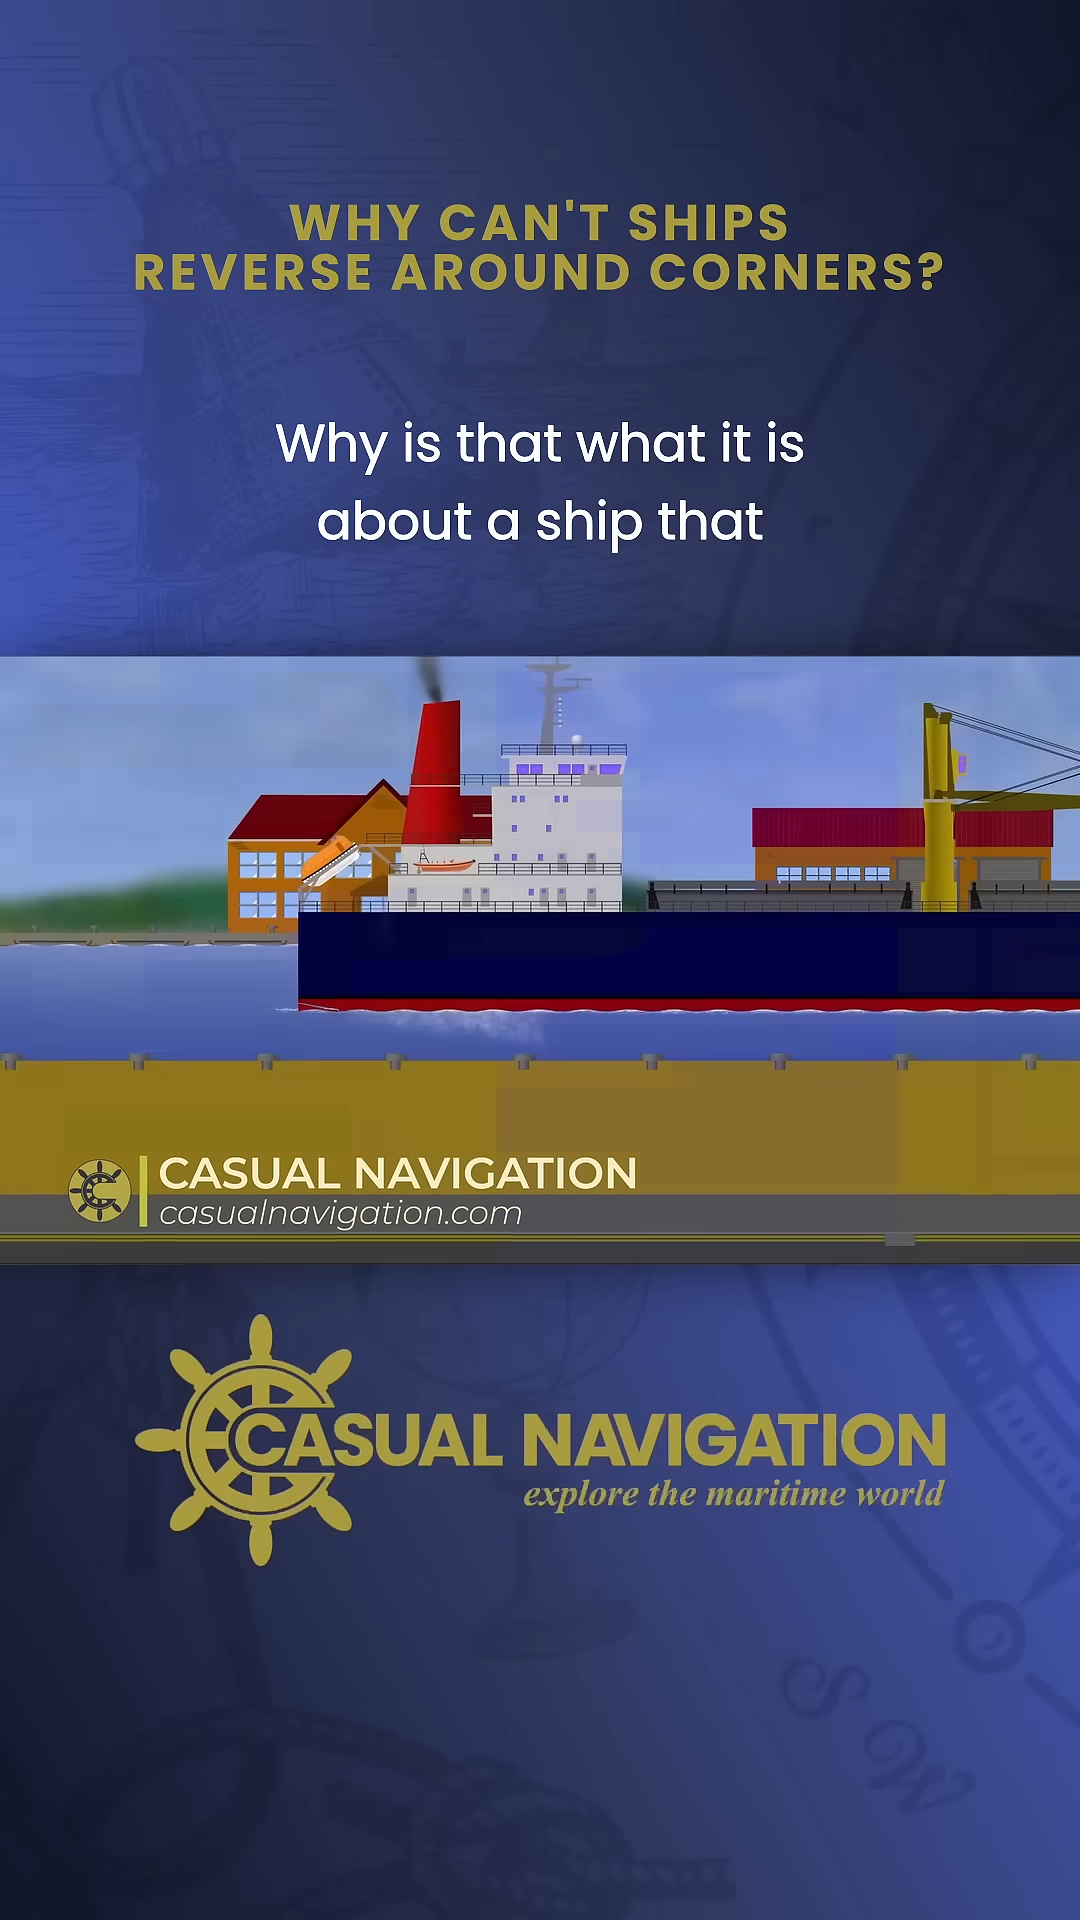 WHY CAN'T SHIPS
REVERSE AROUND CORNERS?
Why is that what it is
about a ship that
CASUAL NAVIGATION
casualnavigation.com
CASUAL NAVIGATION
explore the maritime world
S
W